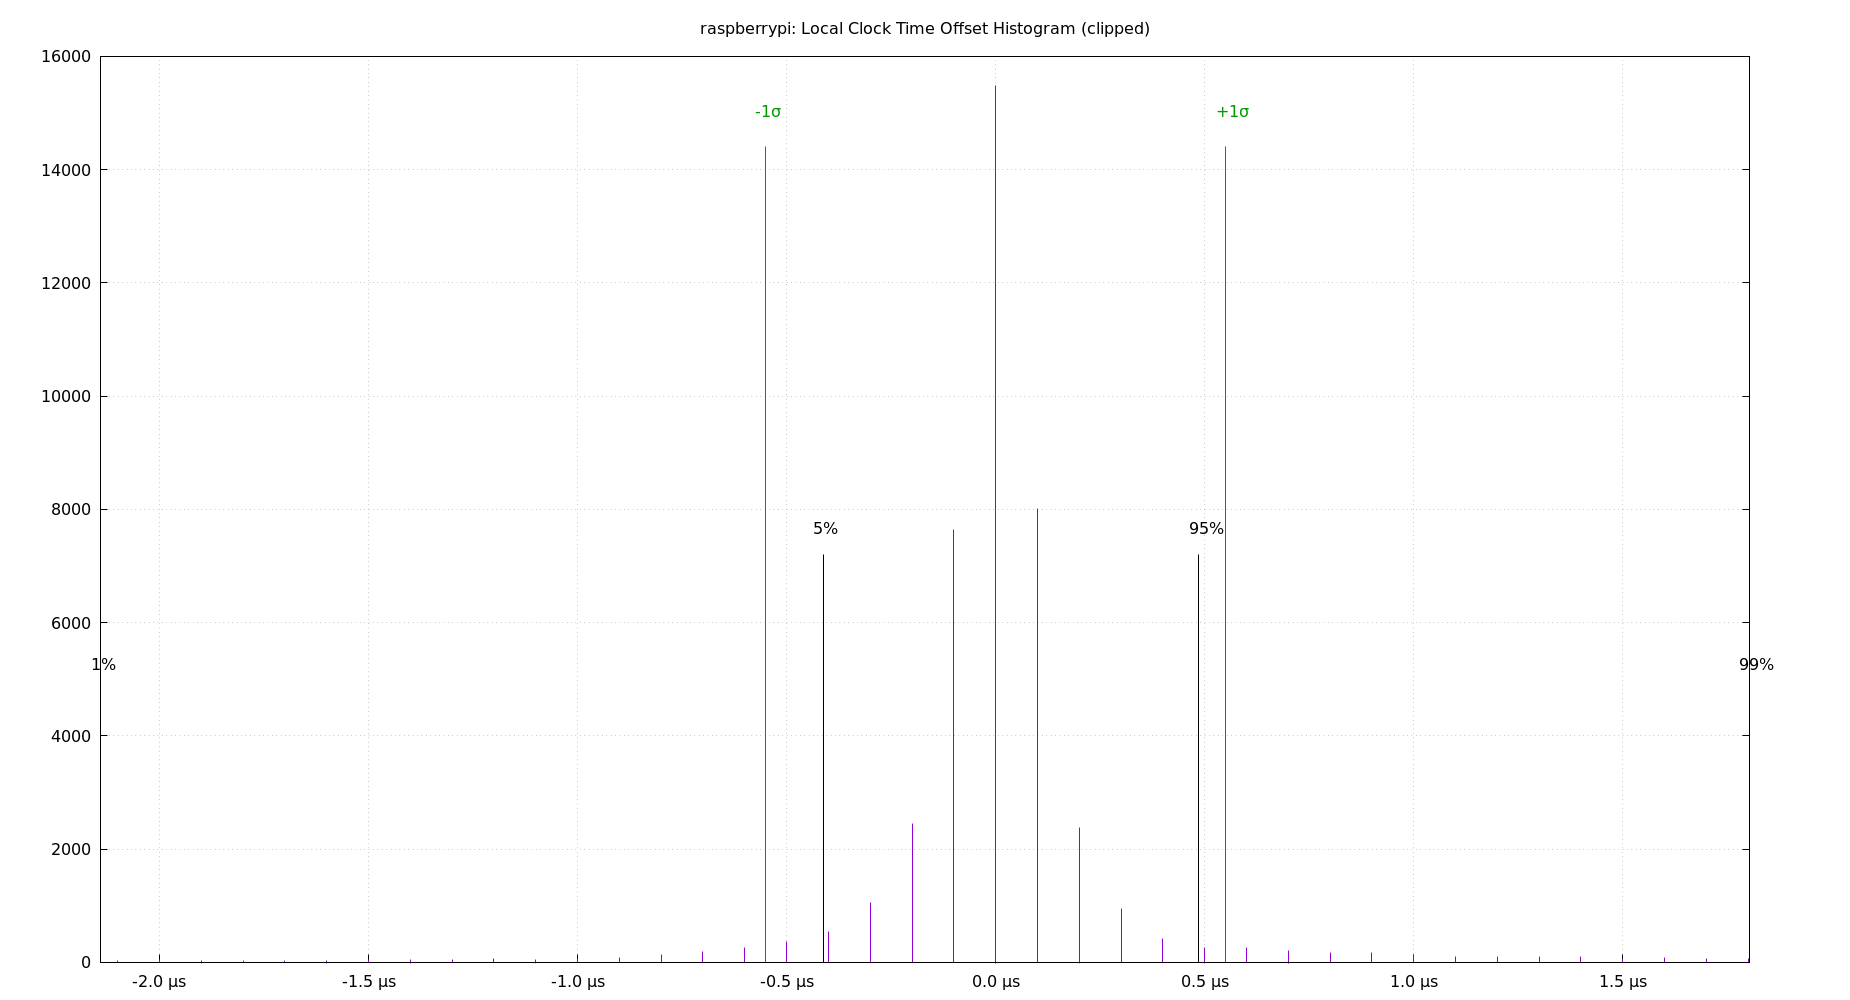 raspberrypi: Local Clock Time Offset Histogram (clipped)
16000
-1σ
+1σ
14000
12000
10000
8000
5%
95%
6000
1%
99%
4000
2000
0
-2.0 µs
-1.5 µs
-1.0 µs
-0.5 µs
0.0 µs
0.5 µs
1.0 µs
1.5 µs